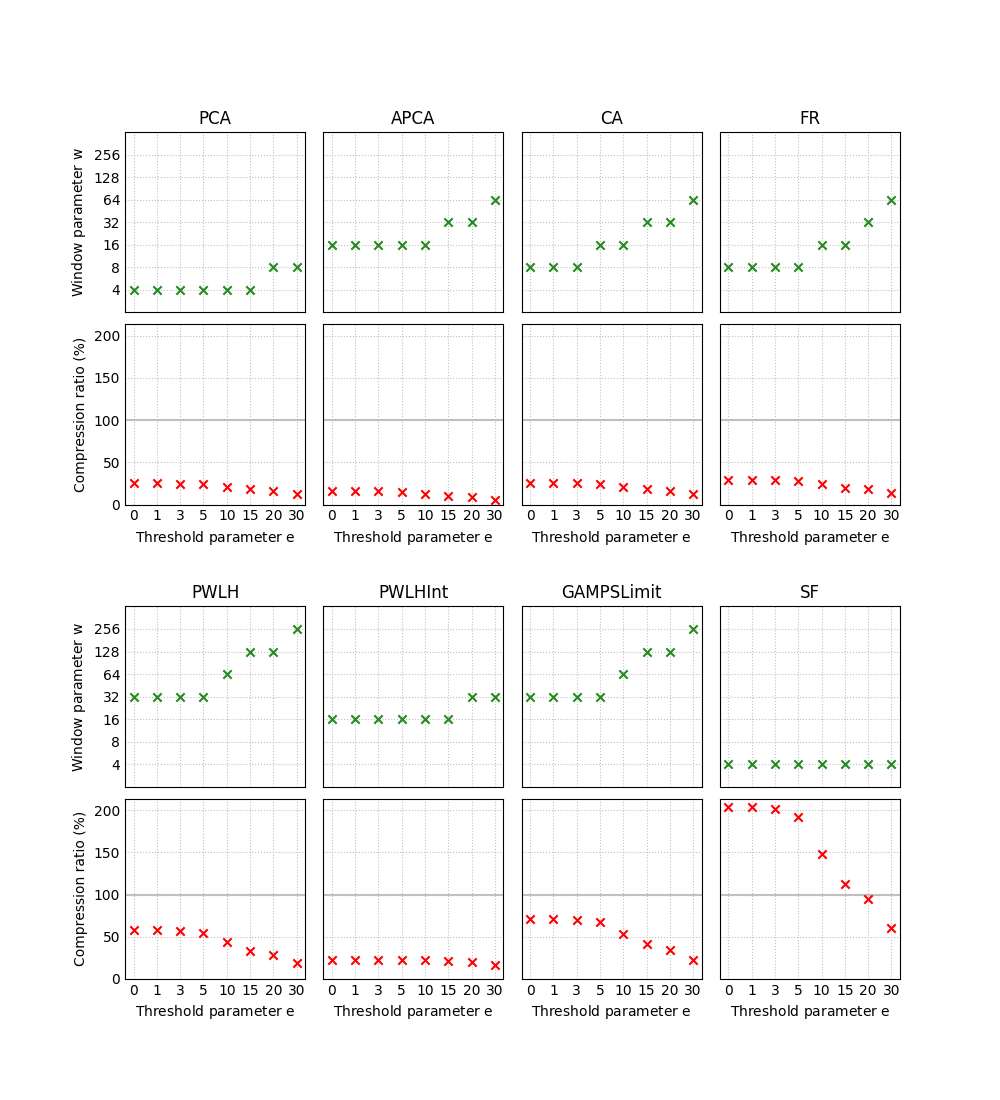 PCA APCA CA FR
Window parameter w
256
128
64
32
16
8
4
Compression ratio (%)
200
150
100
50
0
0 1 3 5 10 15 20 30 0 1 3 5 10 15 20 30 0 1 3 5 10 15 20 30 0 1 3 5 10 15 20 30
Threshold parameter e Threshold parameter e Threshold parameter e Threshold parameter e
PWLH PWLHInt GAMPSLimit SF
Window parameter w
256
128
64
32
16
8
4
Compression ratio (%)
200
150
100
50
0
0 1 3 5 10 15 20 30 0 1 3 5 10 15 20 30 0 1 3 5 10 15 20 30 0 1 3 5 10 15 20 30
Threshold parameter e Threshold parameter e Threshold parameter e Threshold parameter e